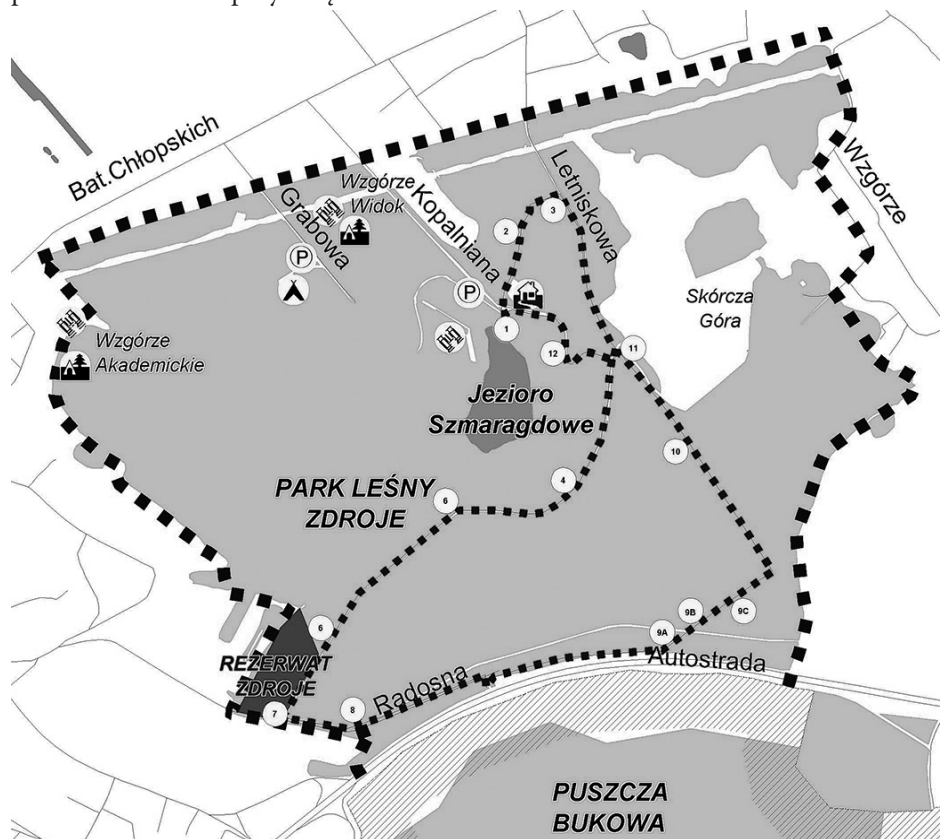 Bat.Chłopskich
Grabowa
Wzgórze
Widok
Kopalniana
Letniskowa
Wzgórze
P
P
2
3
1
12
11
Skórcza
Góra
Wzgórze
Akademickie
Jezioro
Szmaragdowe
10
4
6
PARK LEŚNY
ZDROJE
6
9A
9B
9C
REZERWAT
ZDROJE
Radosna
Autostrada
7
8
PUSZCZA
BUKOWA